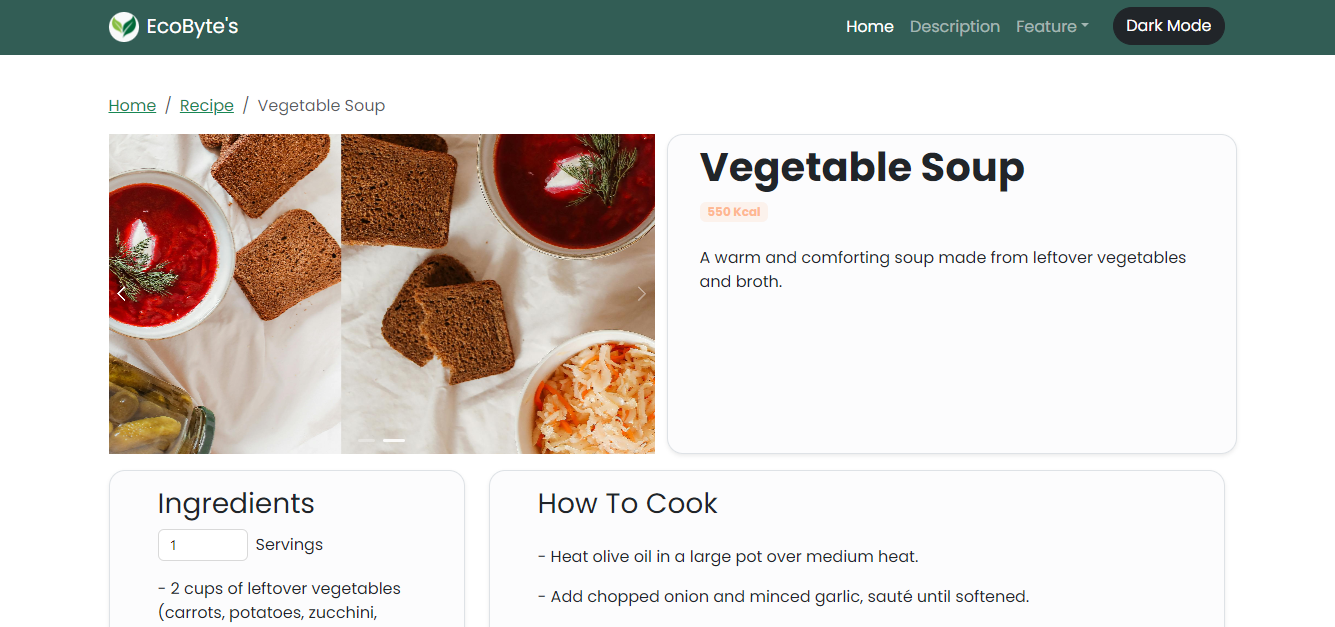 EcoByte's
Home Description Feature Dark Mode
Home / Recipe / Vegetable Soup
Vegetable Soup
550 Kcal
A warm and comforting soup made from leftover vegetables
and broth.
Ingredients
1 Servings
- 2 cups of leftover vegetables
(carrots, potatoes, zucchini,
How To Cook
- Heat olive oil in a large pot over medium heat.
- Add chopped onion and minced garlic, sauté until softened.